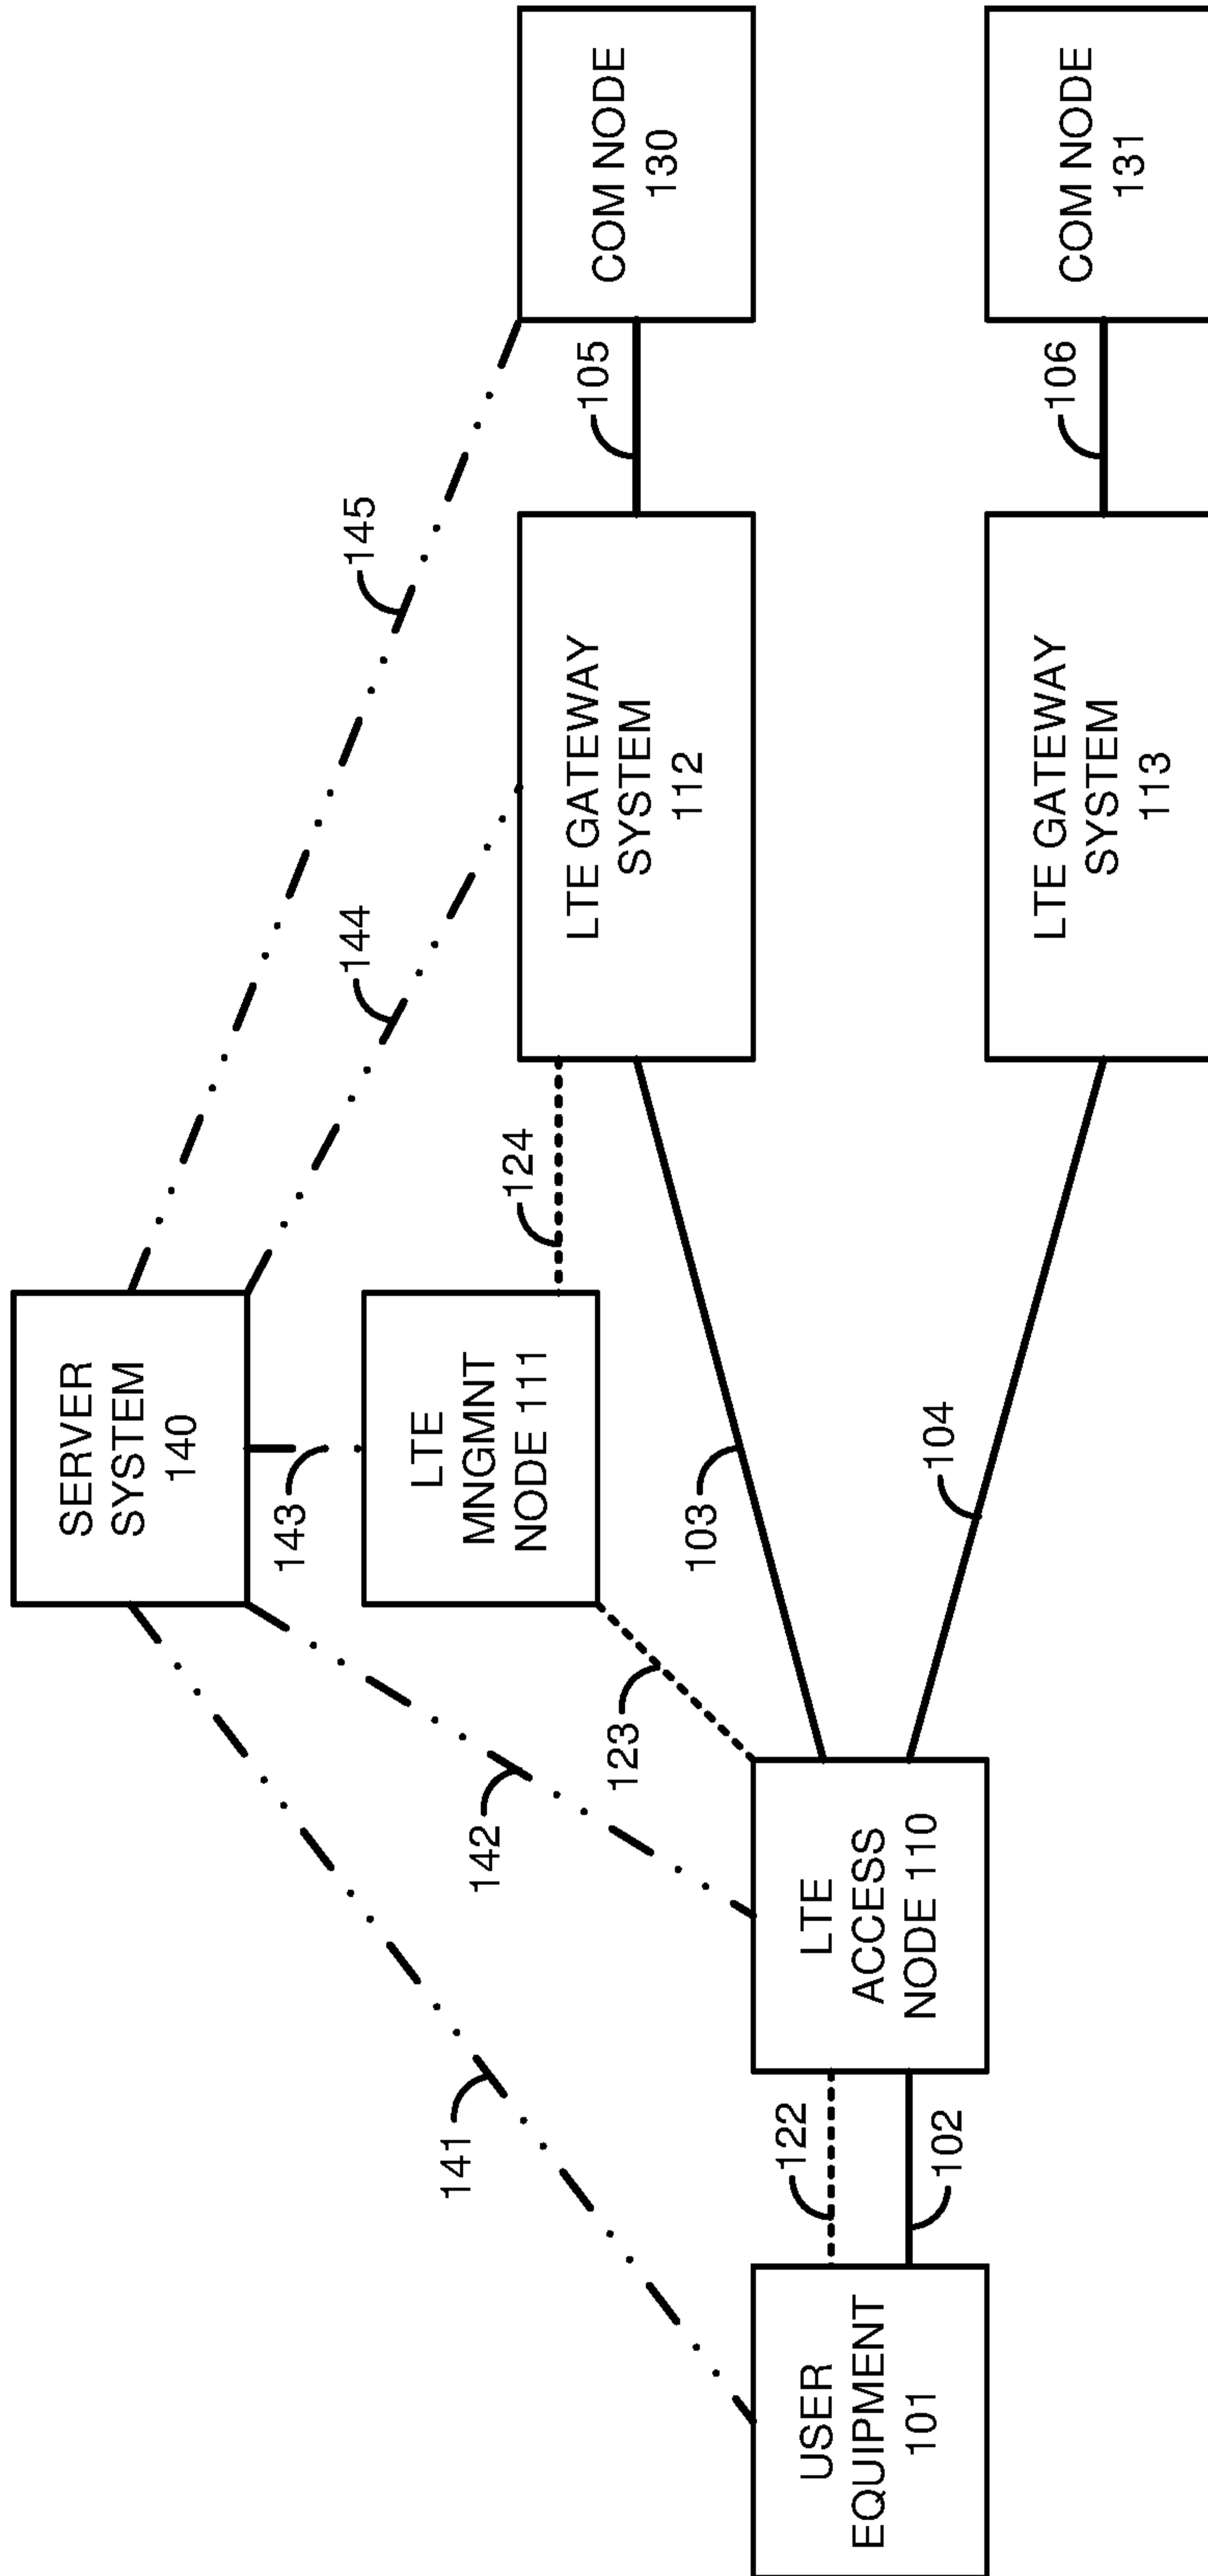 SERVER
SYSTEM
140
141
142
143
144
145
LTE
MNGMNT
NODE 111
123
124
USER
EQUIPMENT
101
122
102
LTE
ACCESS
NODE 110
103
104
LTE GATEWAY
SYSTEM
112
105
COM NODE
130
LTE GATEWAY
SYSTEM
113
106
COM NODE
131